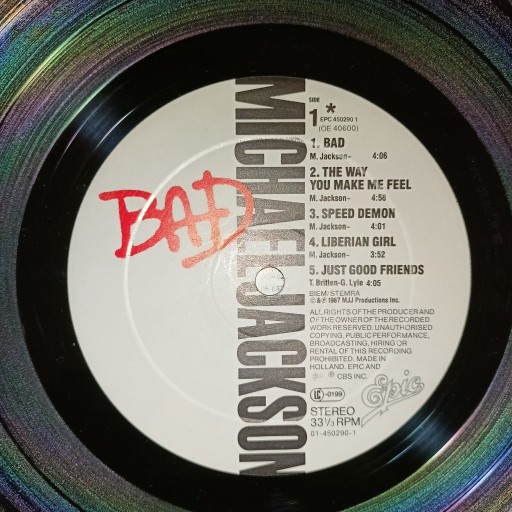 BAD
MICHAEL JACKSON
SIDE
1*
EPC 450290 1
(OE 40600)
1. BAD
M. Jackson- 4:06
2. THE WAY
YOU MAKE ME FEEL
M. Jackson- 4:56
3. SPEED DEMON
M. Jackson- 4:01
4. LIBERIAN GIRL
M. Jackson- 3:52
5. JUST GOOD FRIENDS
T. Britten-G. Lyle 4:05
BIEM/STEMRA
© & ℗ 1987 MJJ Productions Inc.
ALL RIGHTS OF THE PRODUCER AND
OF THE OWNER OF THE RECORDED
WORK RESERVED. UNAUTHORISED
COPYING, PUBLIC PERFORMANCE,
BROADCASTING, HIRING OR
RENTAL OF THIS RECORDING
PROHIBITED. MADE IN
HOLLAND. EPIC AND
CBS INC.
LC-0199
Epic
STEREO
33 1/3 RPM
01-450290-1